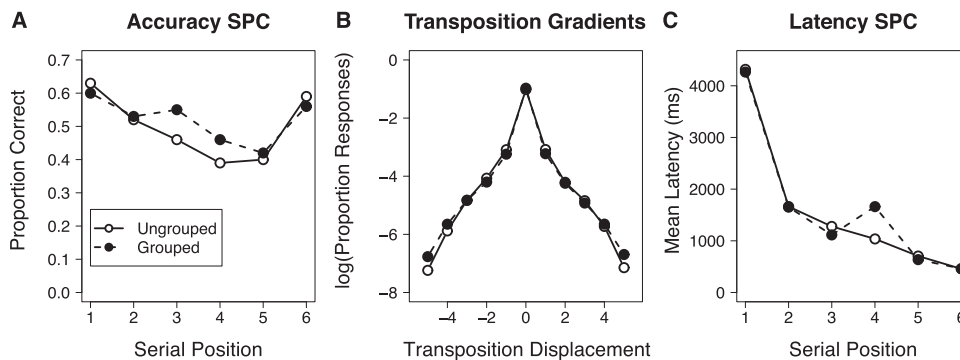 A Accuracy SPC
Proportion Correct
0.7
0.6
0.5
0.4
0.3
0.2
0.1
0.0
Ungrouped
Grouped
1 2 3 4 5 6
Serial Position
B Transposition Gradients
log(Proportion Responses)
0
−2
−4
−6
−8
−4 −2 0 2 4
Transposition Displacement
C Latency SPC
Mean Latency (ms)
4000
3000
2000
1000
0
1 2 3 4 5 6
Serial Position